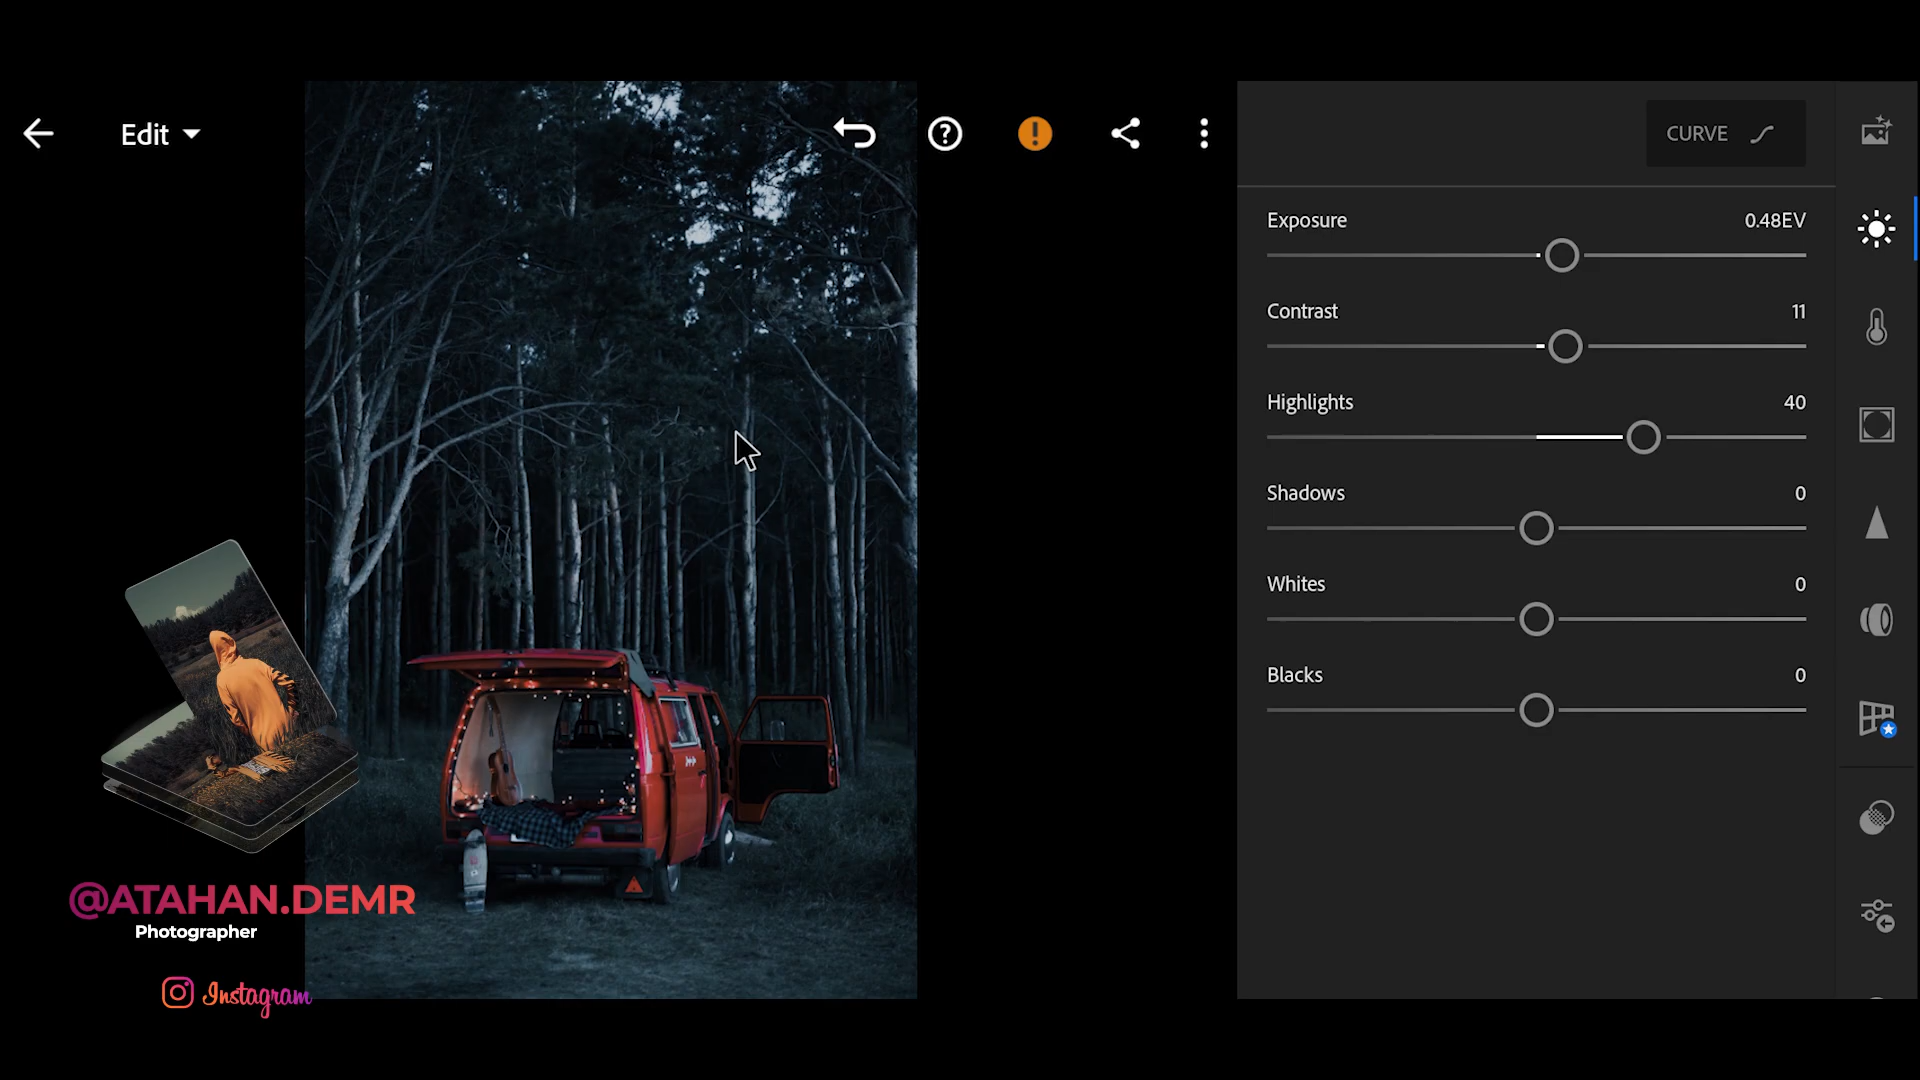 Edit
CURVE
Exposure 0.48EV
Contrast 11
Highlights 40
Shadows 0
Whites 0
Blacks 0
@ATAHAN.DEMR
Photographer
Instagram